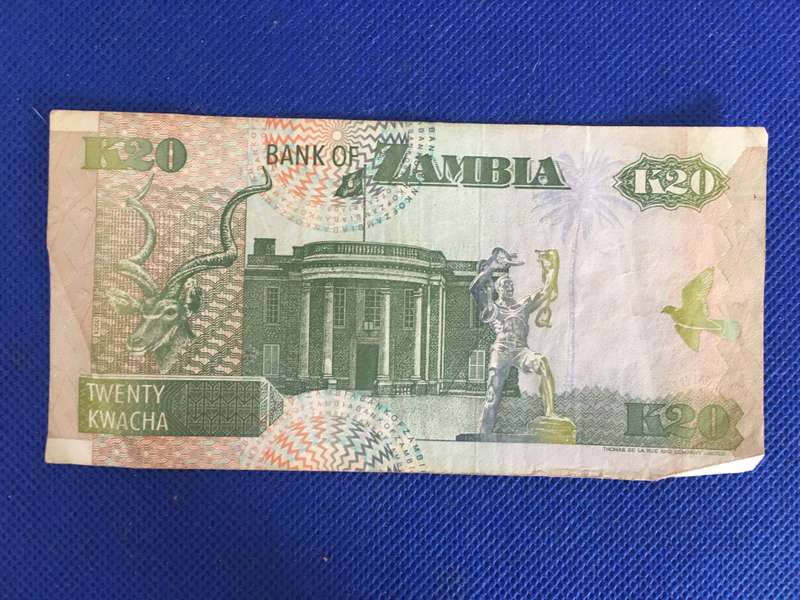 K20
BANK OF ZAMBIA
K20
TWENTY
KWACHA
K20
THOMAS DE LA RUE AND COMPANY LIMITED